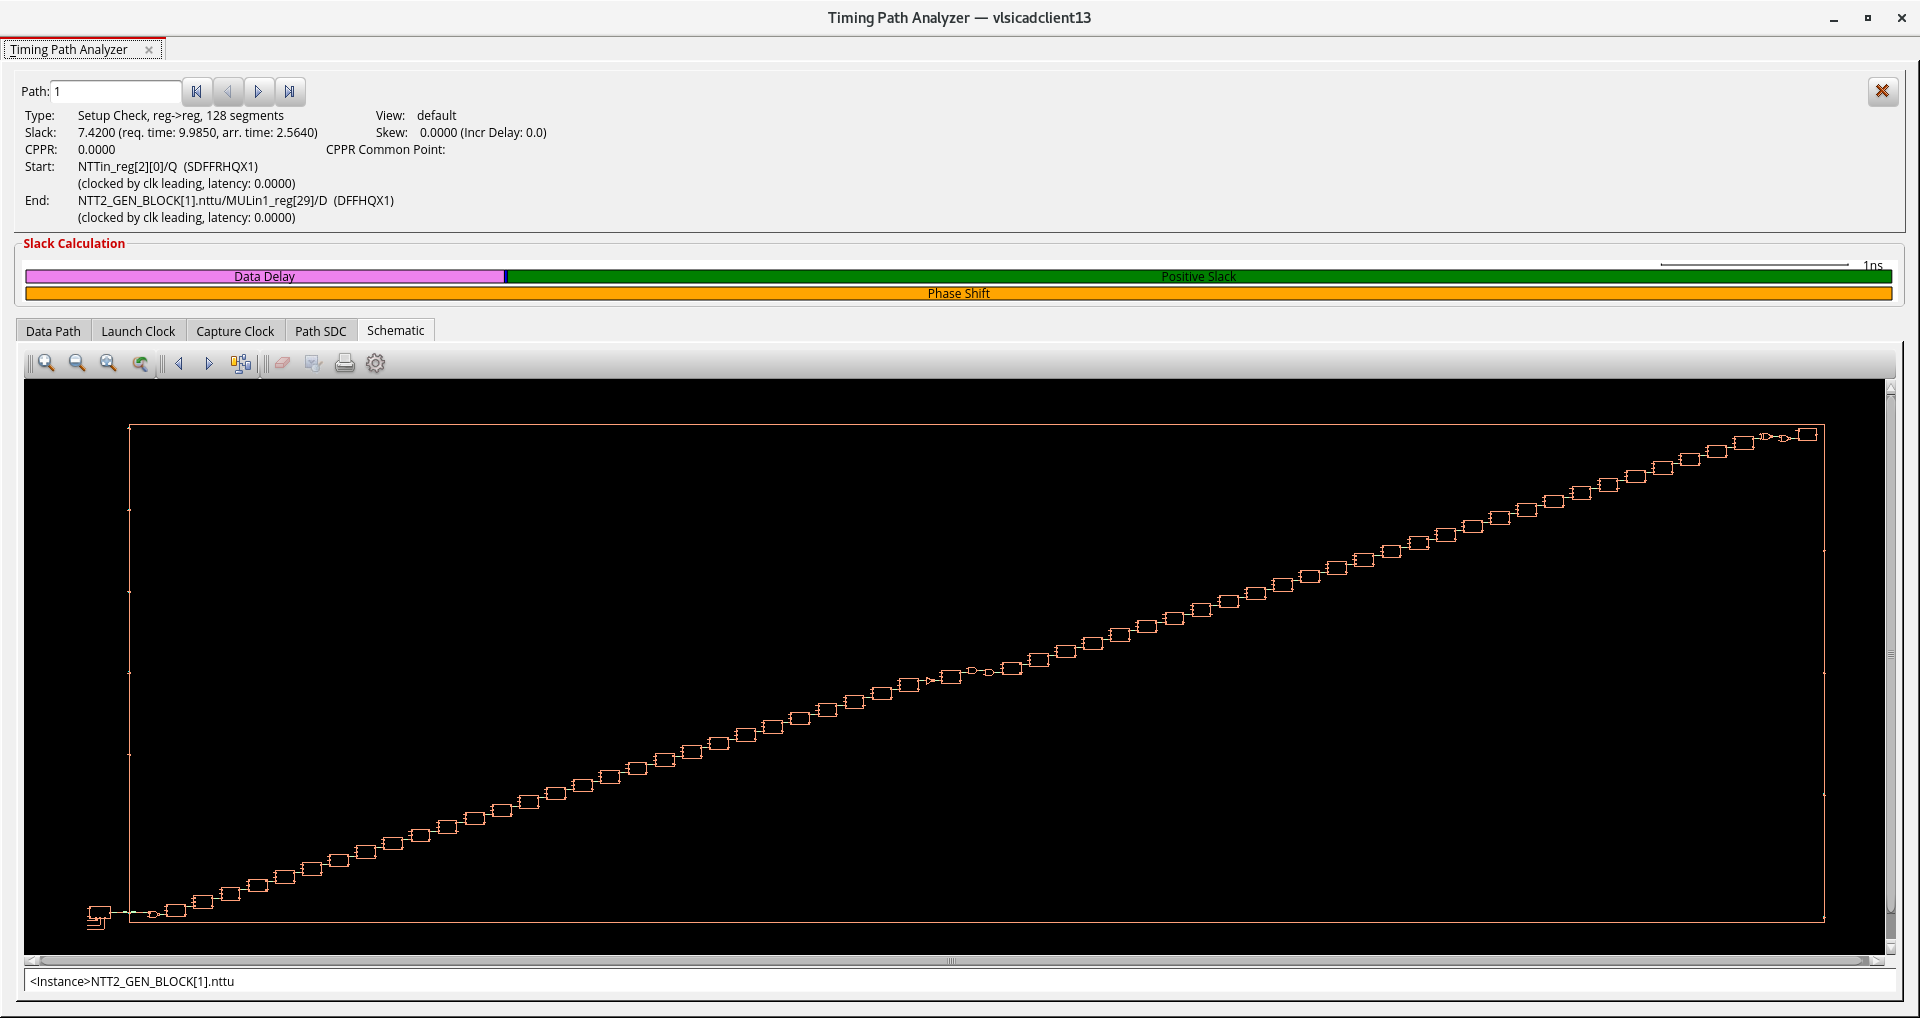 Timing Path Analyzer — vlsicadclient13
Timing Path Analyzer
Path: 1
Type: Setup Check, reg->reg, 128 segments View: default
Slack: 7.4200 (req. time: 9.9850, arr. time: 2.5640) Skew: 0.0000 (Incr Delay: 0.0)
CPPR: 0.0000 CPPR Common Point:
Start: NTTin_reg[2][0]/Q (SDFFRHQX1)
(clocked by clk leading, latency: 0.0000)
End: NTT2_GEN_BLOCK[1].nttu/MULin1_reg[29]/D (DFFHQX1)
(clocked by clk leading, latency: 0.0000)
Slack Calculation
1ns
Data Delay Positive Slack
Phase Shift
Data Path Launch Clock Capture Clock Path SDC Schematic
<Instance>NTT2_GEN_BLOCK[1].nttu